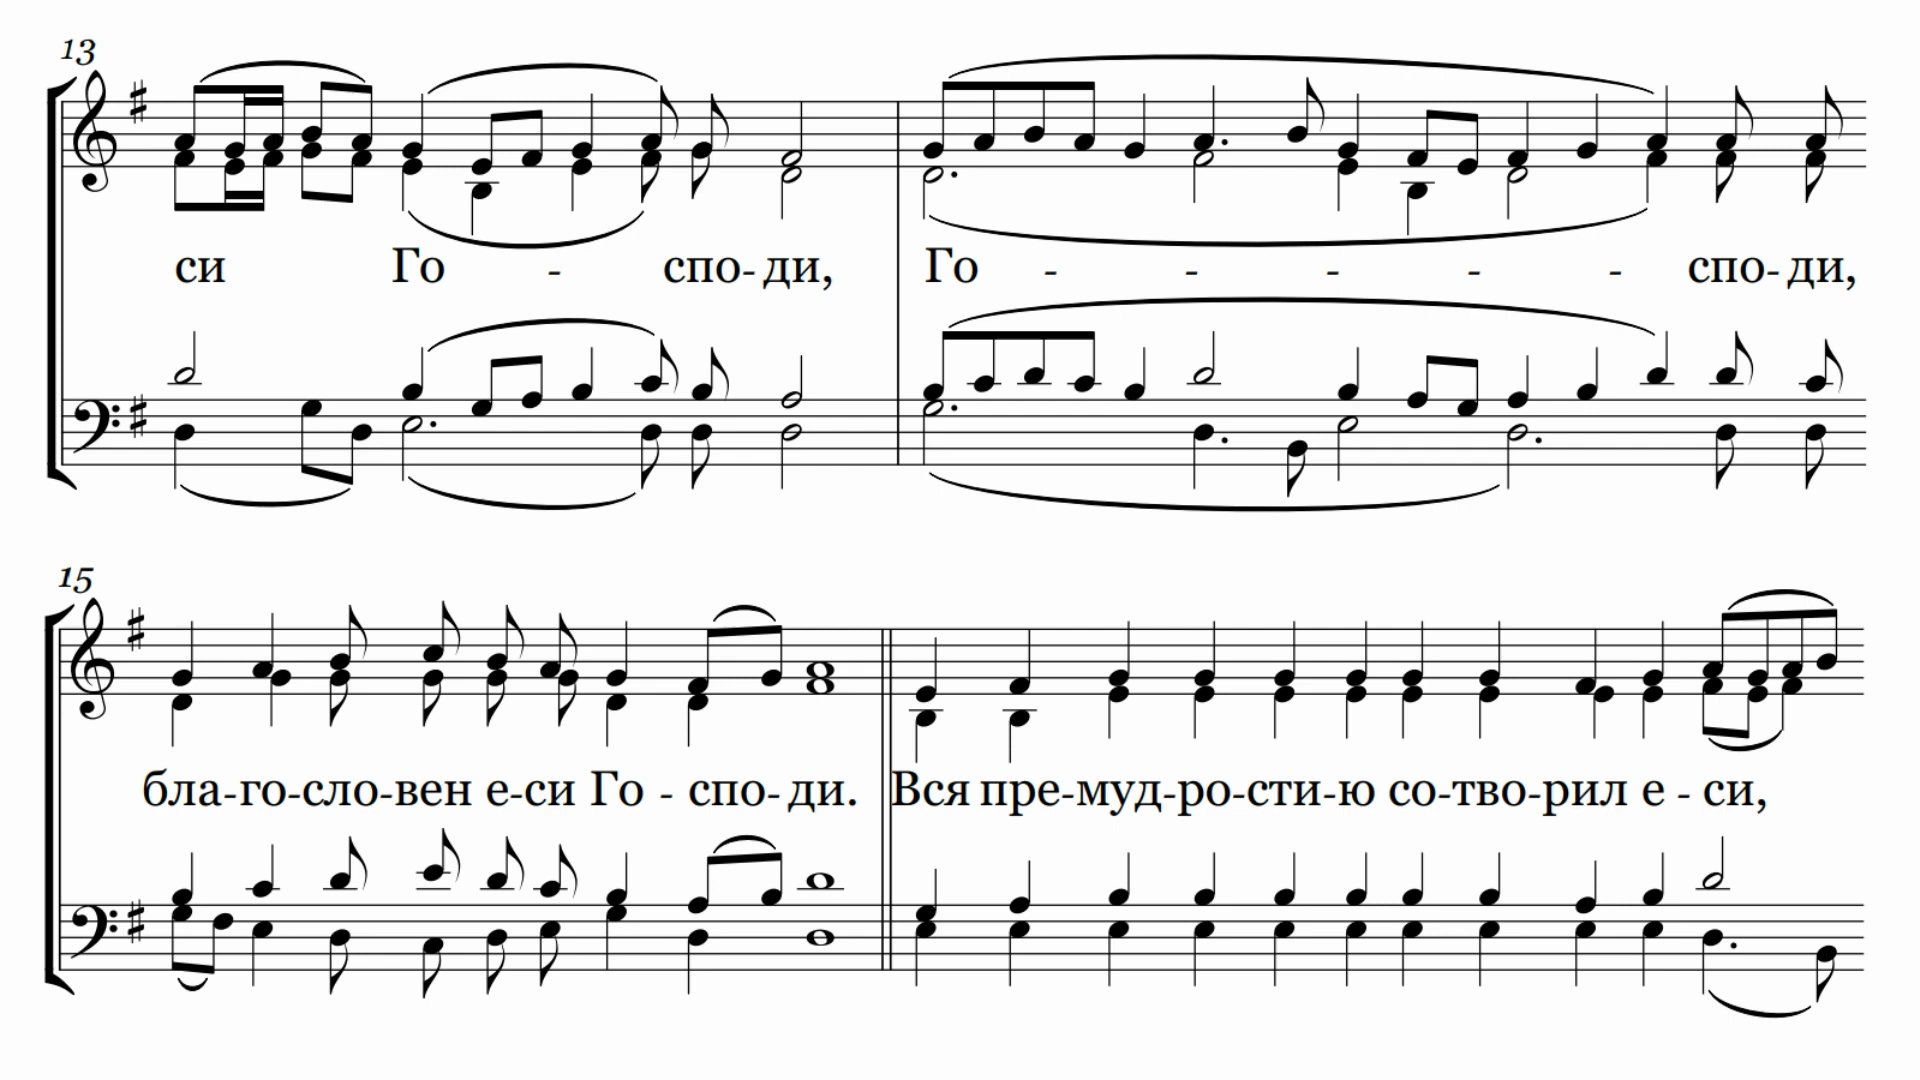 13
си Го - спо-ди, Го - - - - - спо-ди,
15
бла-го-сло-вен е-си Го - спо-ди. Вся пре-муд-ро-сти-ю со-тво-рил е - си,